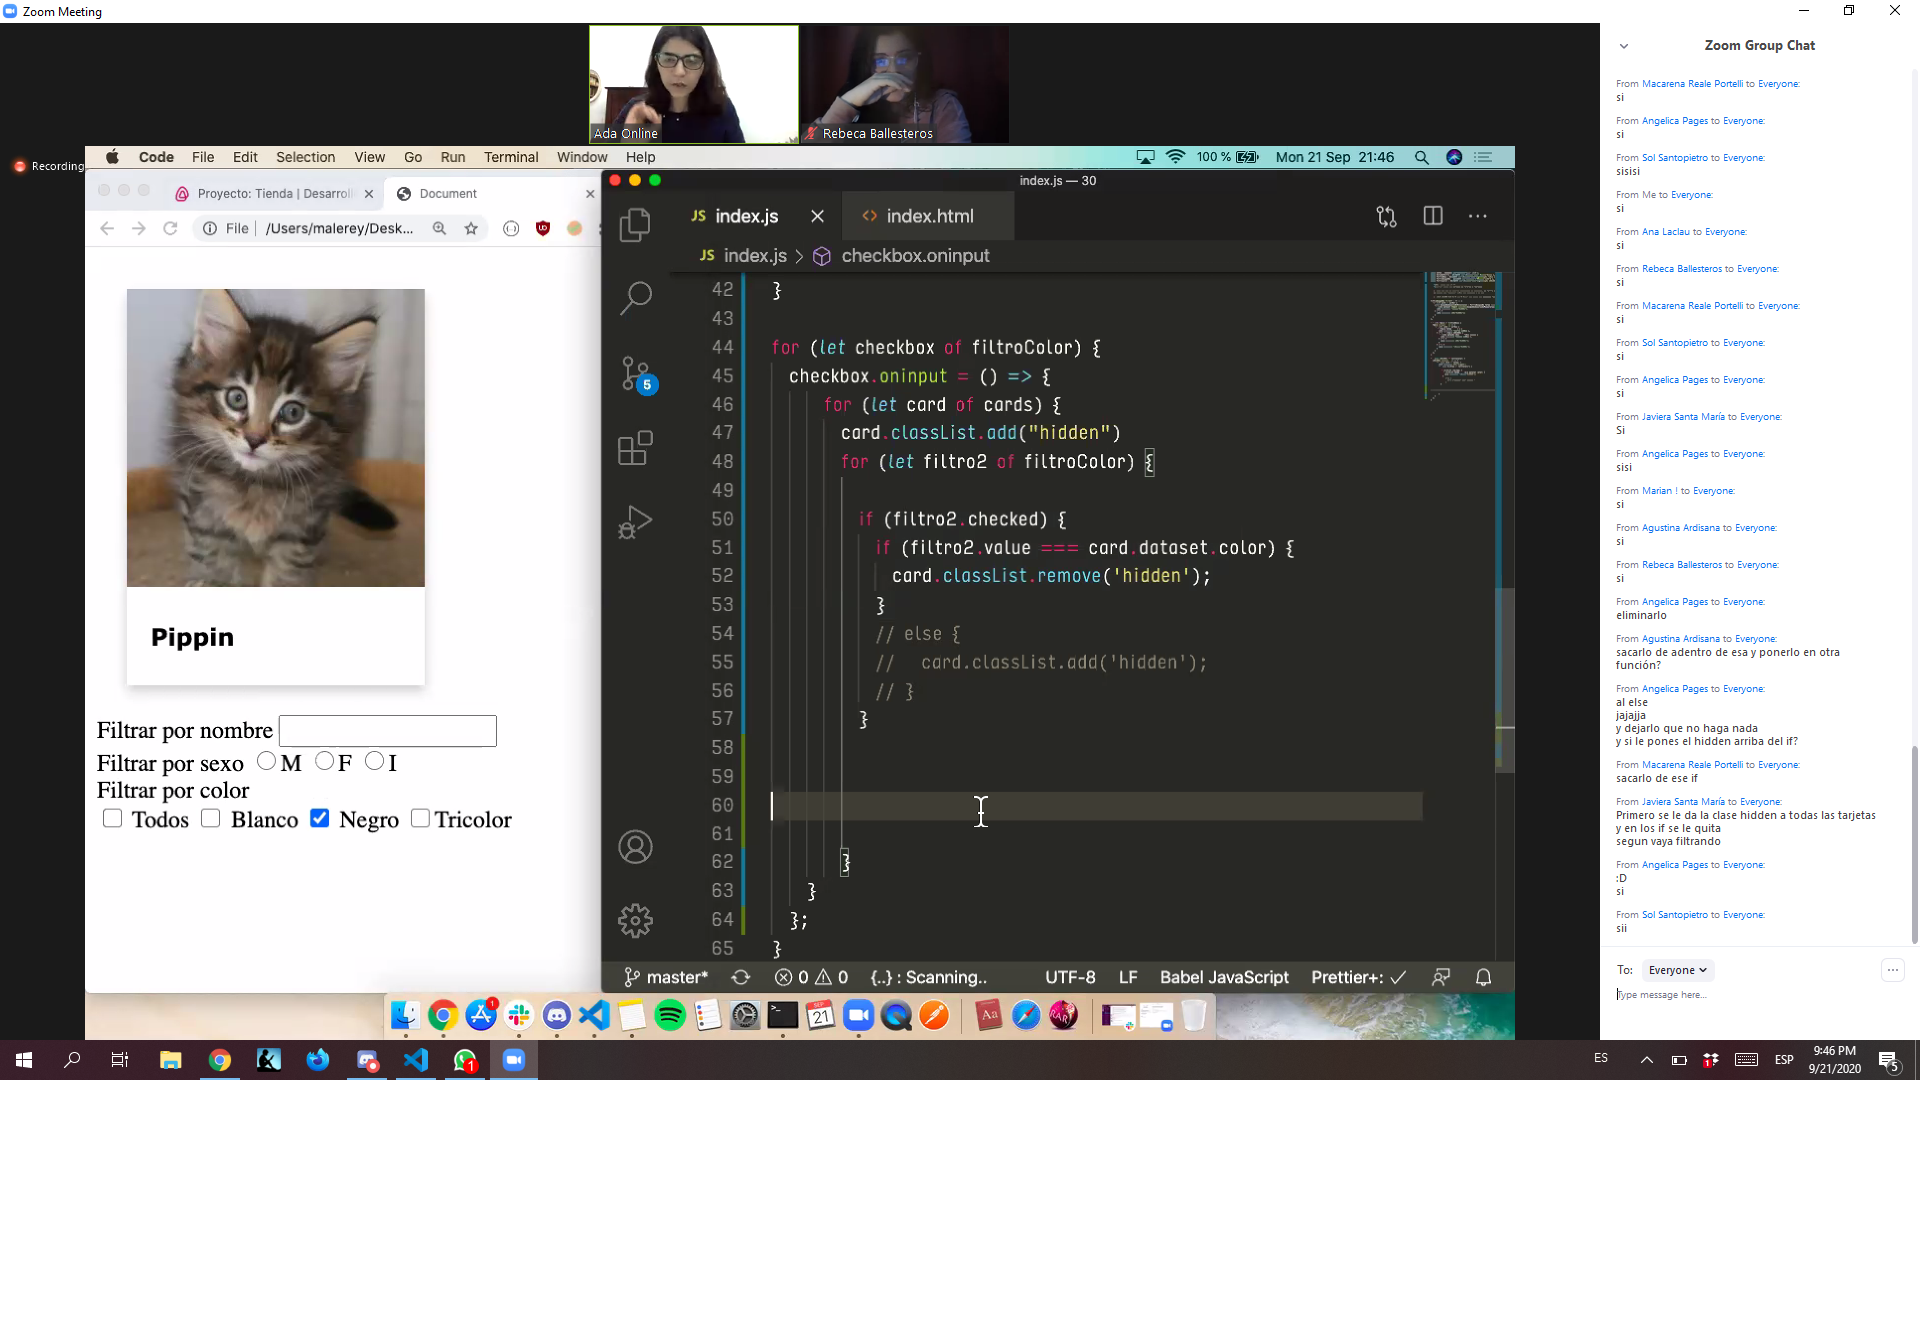 Zoom Meeting
Ada Online
Rebeca Ballesteros
Recording
Code File Edit Selection View Go Run Terminal Window Help
100 % Mon 21 Sep 21:46
Proyecto: Tienda | Desarroll
Document
File
/Users/malerey/Desk...
Pippin
Filtrar por nombre
Filtrar por sexo M F I
Filtrar por color
Todos Blanco Negro Tricolor
index.js — 30
JS index.js
<> index.html
JS index.js > checkbox.oninput
5
42 }
43
44 for (let checkbox of filtroColor) {
45 checkbox.oninput = () => {
46 for (let card of cards) {
47 card.classList.add("hidden")
48 for (let filtro2 of filtroColor) {
49
50 if (filtro2.checked) {
51 if (filtro2.value === card.dataset.color) {
52 card.classList.remove('hidden');
53 }
54 // else {
55 //   card.classList.add('hidden');
56 // }
57 }
58
59
60
61
62 }
63 }
64 };
65 }
master* 0 0 {..} : Scanning.. UTF-8 LF Babel JavaScript Prettier+: ✓
1
SEP
21
Aa
RAR
Zoom Group Chat
From Macarena Reale Portelli to Everyone:
si
From Angelica Pages to Everyone:
si
From Sol Santopietro to Everyone:
sisisi
From Me to Everyone:
si
From Ana Laclau to Everyone:
si
From Rebeca Ballesteros to Everyone:
si
From Macarena Reale Portelli to Everyone:
si
From Sol Santopietro to Everyone:
si
From Angelica Pages to Everyone:
si
From Javiera Santa María to Everyone:
Si
From Angelica Pages to Everyone:
sisi
From Marian ! to Everyone:
si
From Agustina Ardisana to Everyone:
si
From Rebeca Ballesteros to Everyone:
si
From Angelica Pages to Everyone:
eliminarlo
From Agustina Ardisana to Everyone:
sacarlo de adentro de esa y ponerlo en otra
función?
From Angelica Pages to Everyone:
al else
jajajja
y dejarlo que no haga nada
y si le pones el hidden arriba del if?
From Macarena Reale Portelli to Everyone:
sacarlo de ese if
From Javiera Santa María to Everyone:
Primero se le da la clase hidden a todas las tarjetas
y en los if se le quita
segun vaya filtrando
From Angelica Pages to Everyone:
:D
si
From Sol Santopietro to Everyone:
sii
To: Everyone
Type message here...
1
ES
1
ESP
9:46 PM
9/21/2020
5